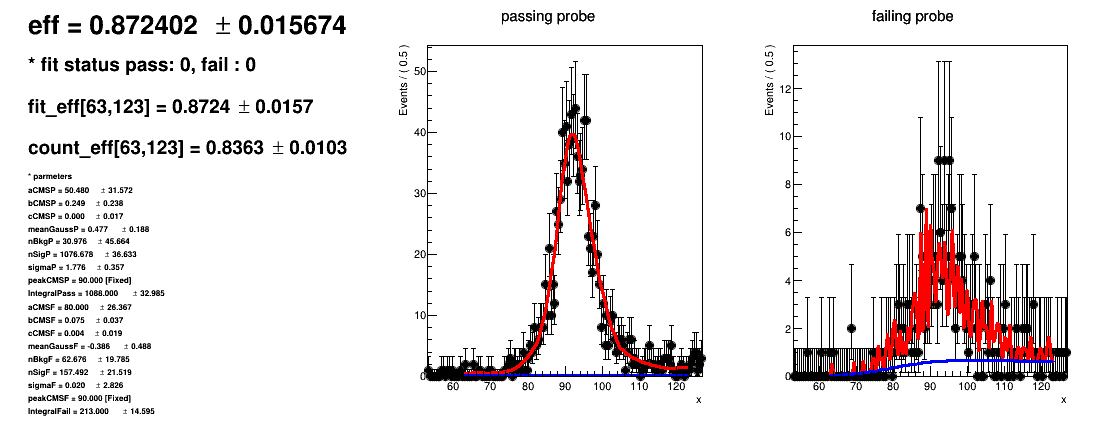 eff = 0.872402 ± 0.015674
* fit status pass: 0, fail : 0
fit_eff[63,123] = 0.8724 ± 0.0157
count_eff[63,123] = 0.8363 ± 0.0103
* parmeters
aCMSP = 50.480 ± 31.572
bCMSP = 0.249 ± 0.238
cCMSP = 0.000 ± 0.017
meanGaussP = 0.477 ± 0.188
nBkgP = 30.976 ± 45.664
nSigP = 1076.678 ± 36.633
sigmaP = 1.776 ± 0.357
peakCMSP = 90.000 [Fixed]
IntegralPass = 1088.000 ± 32.985
aCMSF = 80.000 ± 26.367
bCMSF = 0.075 ± 0.037
cCMSF = 0.004 ± 0.019
meanGaussF = -0.386 ± 0.488
nBkgF = 62.676 ± 19.785
nSigF = 157.492 ± 21.519
sigmaF = 0.020 ± 2.826
peakCMSF = 90.000 [Fixed]
IntegralFail = 213.000 ± 14.595
passing probe
Events / ( 0.5 )
50
40
30
20
10
0
60 70 80 90 100 110 120
x
failing probe
Events / ( 0.5 )
12
10
8
6
4
2
0
60 70 80 90 100 110 120
x